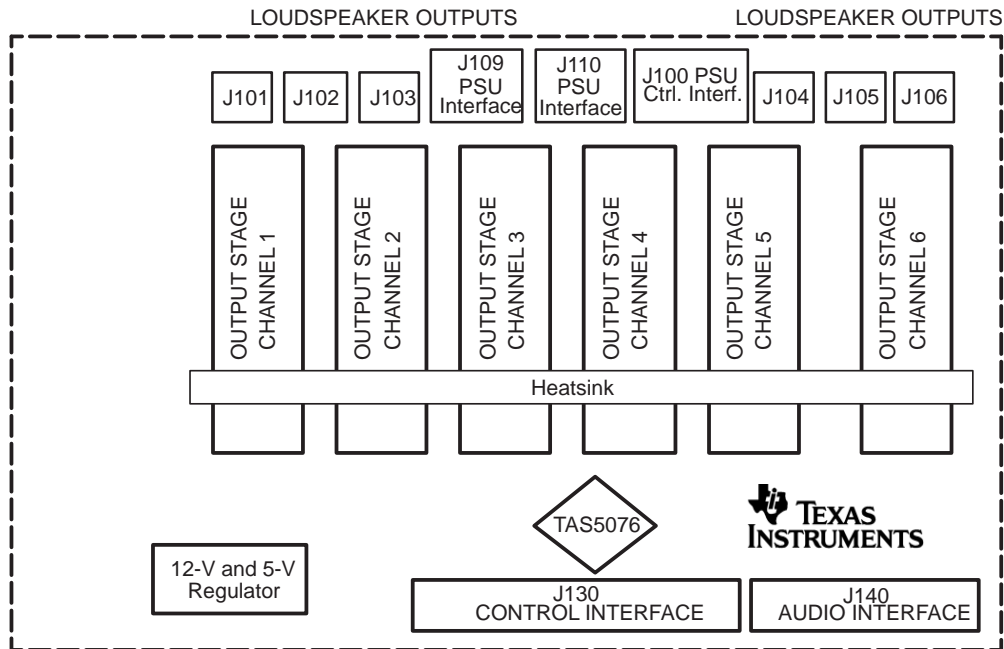 LOUDSPEAKER OUTPUTS
LOUDSPEAKER OUTPUTS
J101
J102
J103
J109
PSU
Interface
J110
PSU
Interface
J100 PSU
Ctrl. Interf.
J104
J105
J106
OUTPUT STAGE
CHANNEL 1
OUTPUT STAGE
CHANNEL 2
OUTPUT STAGE
CHANNEL 3
OUTPUT STAGE
CHANNEL 4
OUTPUT STAGE
CHANNEL 5
OUTPUT STAGE
CHANNEL 6
Heatsink
TAS5076
TEXAS
INSTRUMENTS
12-V and 5-V
Regulator
J130
CONTROL INTERFACE
J140
AUDIO INTERFACE